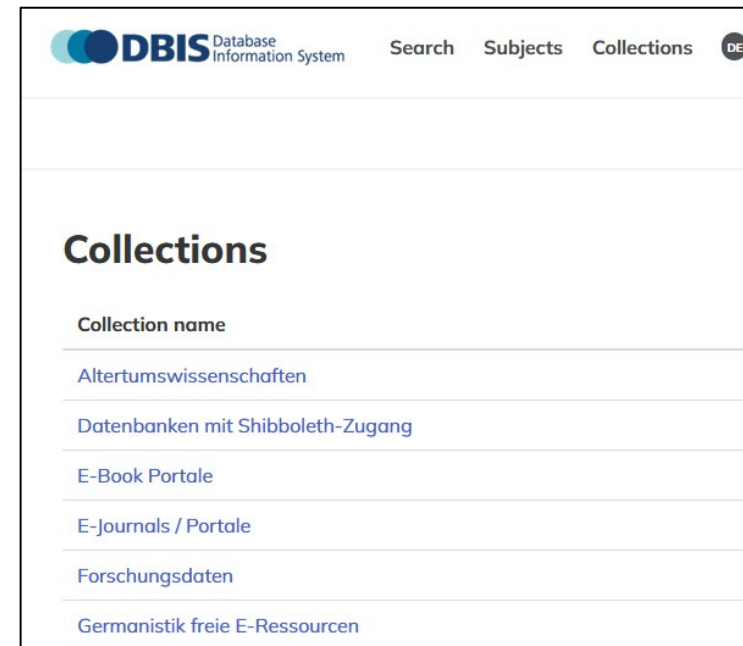 DBIS Database Information System Search Subjects Collections DE
Collections
Collection name
Altertumswissenschaften
Datenbanken mit Shibboleth-Zugang
E-Book Portale
E-Journals / Portale
Forschungsdaten
Germanistik freie E-Ressourcen